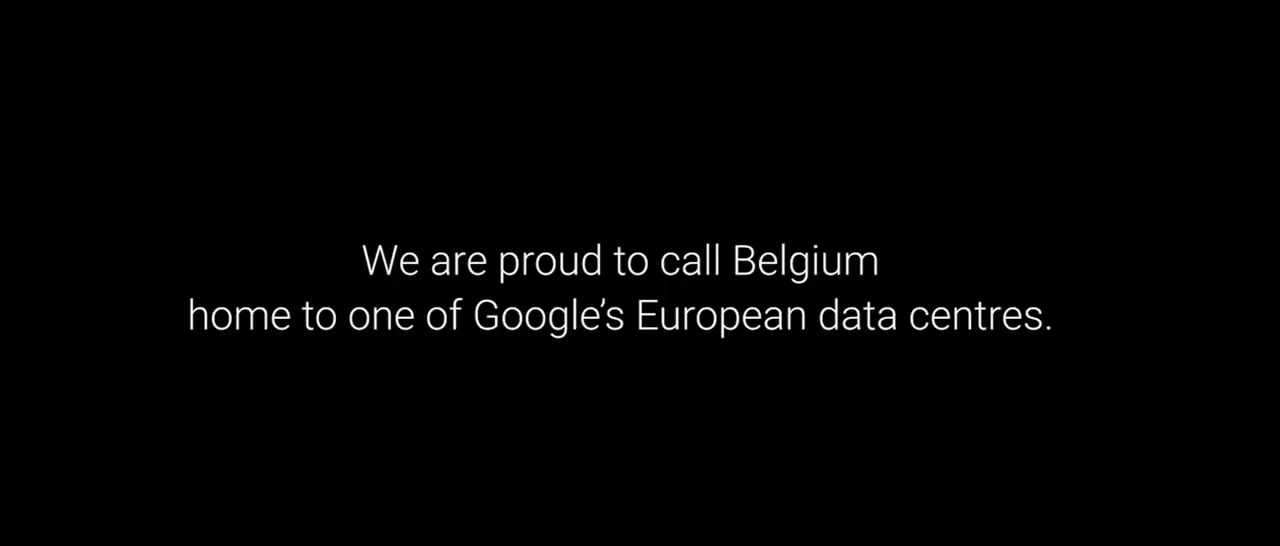 We are proud to call Belgium
home to one of Google’s European data centres.